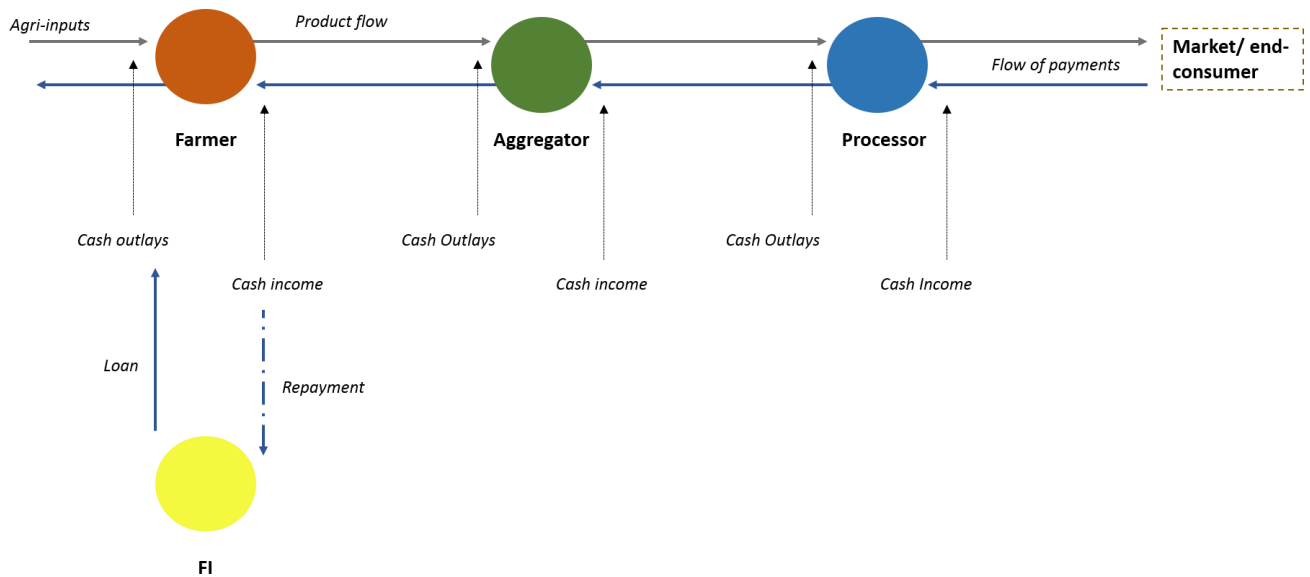 Agri-inputs
Product flow
Flow of payments
Market/ end-
consumer
Farmer
Aggregator
Processor
Cash outlays
Cash Outlays
Cash Outlays
Cash income
Cash income
Cash Income
Loan
Repayment
FI